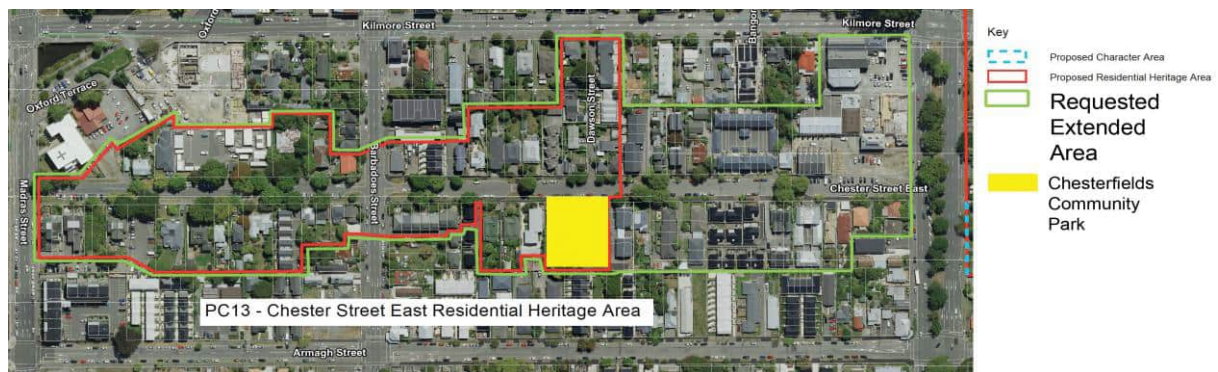 Kilmore Street
Oxford
Bangor
Kilmore Street
Oxford Terrace
Dawson Street
Barbadoes Street
Madras Street
Chester Street East
PC13 - Chester Street East Residential Heritage Area
Armagh Street
Key
Proposed Character Area
Proposed Residential Heritage Area
Requested
Extended
Area
Chesterfields
Community
Park